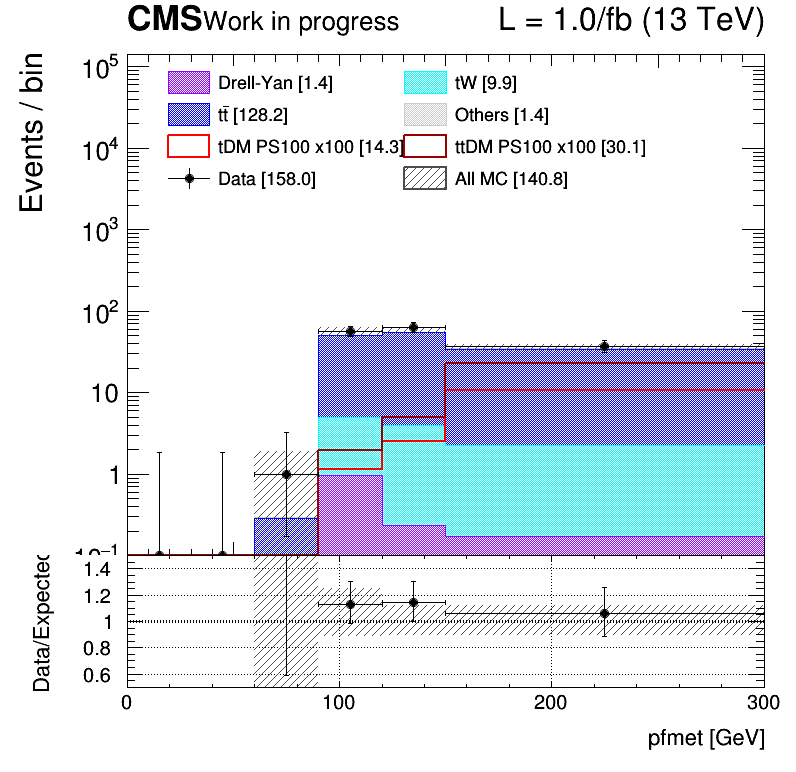 CMS Work in progress L = 1.0/fb (13 TeV)
Events / bin
10⁵
10⁴
10³
10²
10
1
10⁻¹
Drell-Yan [1.4]
tW [9.9]
tt̄ [128.2]
Others [1.4]
tDM PS100 x100 [14.3]
ttDM PS100 x100 [30.1]
Data [158.0]
All MC [140.8]
Data/Expected
1.4
1.2
1
0.8
0.6
0 100 200 300
pfmet [GeV]